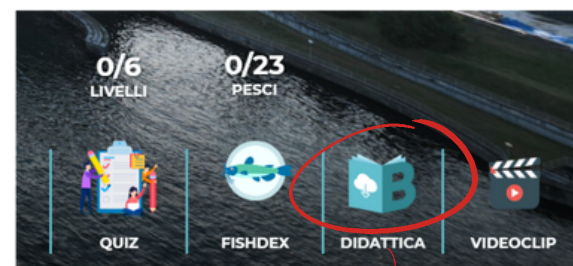 0/6
LIVELLI
0/23
PESCI
B
QUIZ
FISHDEX
DIDATTICA
VIDEOCLIP